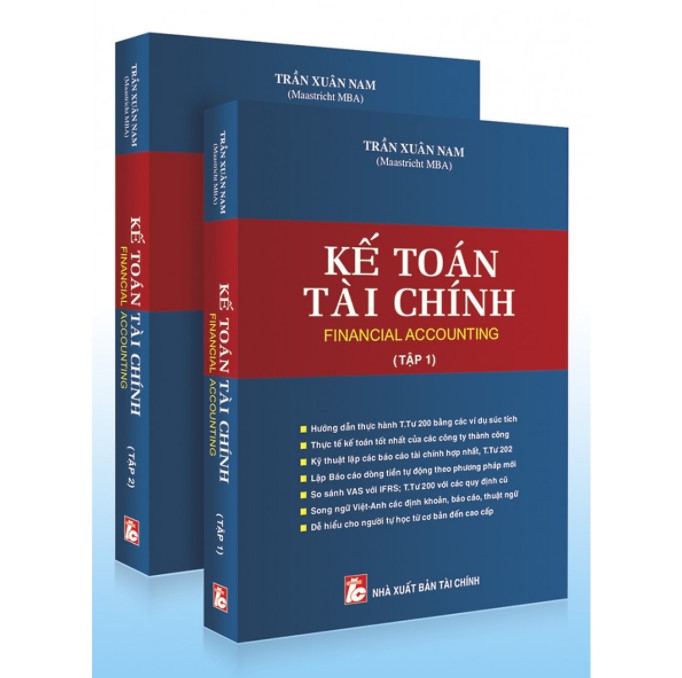 TRẦN XUÂN NAM
(Maastricht MBA)
KẾ TOÁN TÀI CHÍNH
FINANCIAL ACCOUNTING
(TẬP 2)
TRẦN XUÂN NAM
(Maastricht MBA)
TRẦN XUÂN NAM
(Maastricht MBA)
KẾ TOÁN TÀI CHÍNH
FINANCIAL ACCOUNTING
(TẬP 1)
TRẦN XUÂN NAM
(Maastricht MBA)
KẾ TOÁN
TÀI CHÍNH
FINANCIAL ACCOUNTING
(TẬP 1)
Hướng dẫn thực hành T.Tư 200 bằng các ví dụ súc tích
Thực tế kế toán tốt nhất của các công ty thành công
Kỹ thuật lập các báo cáo tài chính hợp nhất, T.Tư 202
Lập Báo cáo dòng tiền tự động theo phương pháp mới
So sánh VAS với IFRS; T.Tư 200 với các quy định cũ
Song ngữ Việt-Anh các định khoản, báo cáo, thuật ngữ
Dễ hiểu cho người tự học từ cơ bản đến cao cấp
NHÀ XUẤT BẢN TÀI CHÍNH